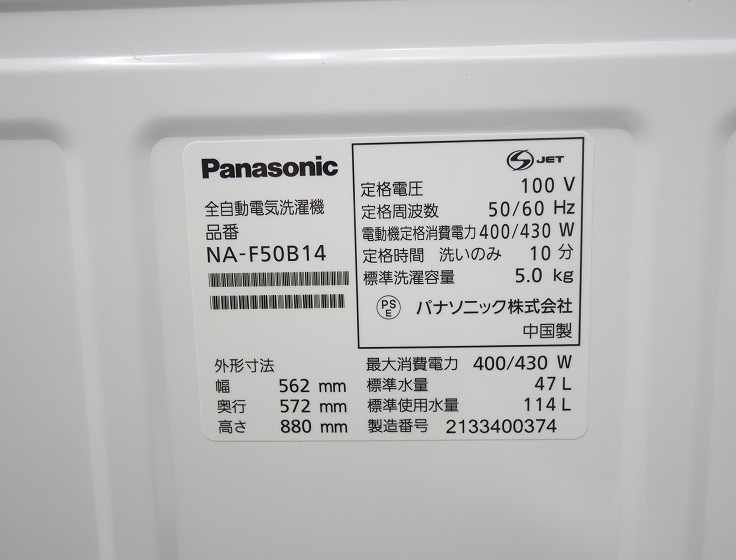 Panasonic
全自動電気洗濯機
品番
NA-F50B14
S JET
定格電圧 100 V
定格周波数 50/60 Hz
電動機定格消費電力 400/430 W
定格時間 洗いのみ 10 分
標準洗濯容量 5.0 kg
PS E パナソニック株式会社
中国製
外形寸法
幅 562 mm
奥行 572 mm
高さ 880 mm
最大消費電力 400/430 W
標準水量 47 L
標準使用水量 114 L
製造番号 2133400374